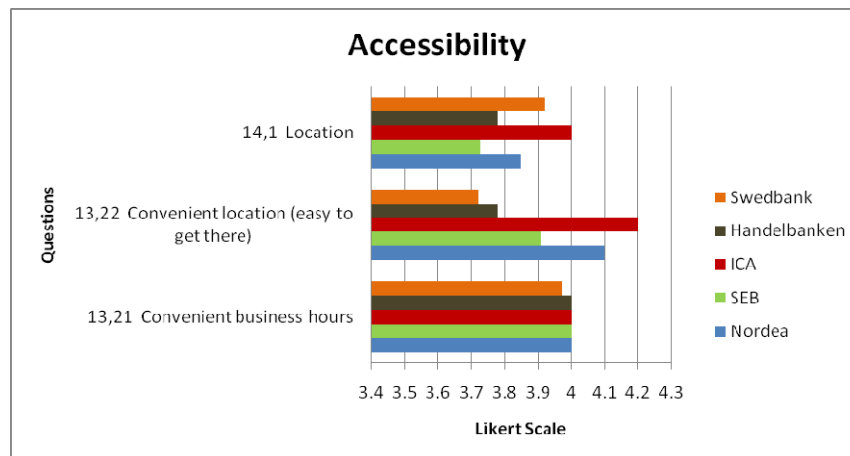 Accessibility
14,1 Location
13,22 Convenient location (easy to
get there)
13,21 Convenient business hours
Questions
3.4 3.5 3.6 3.7 3.8 3.9 4 4.1 4.2 4.3
Likert Scale
Swedbank
Handelbanken
ICA
SEB
Nordea